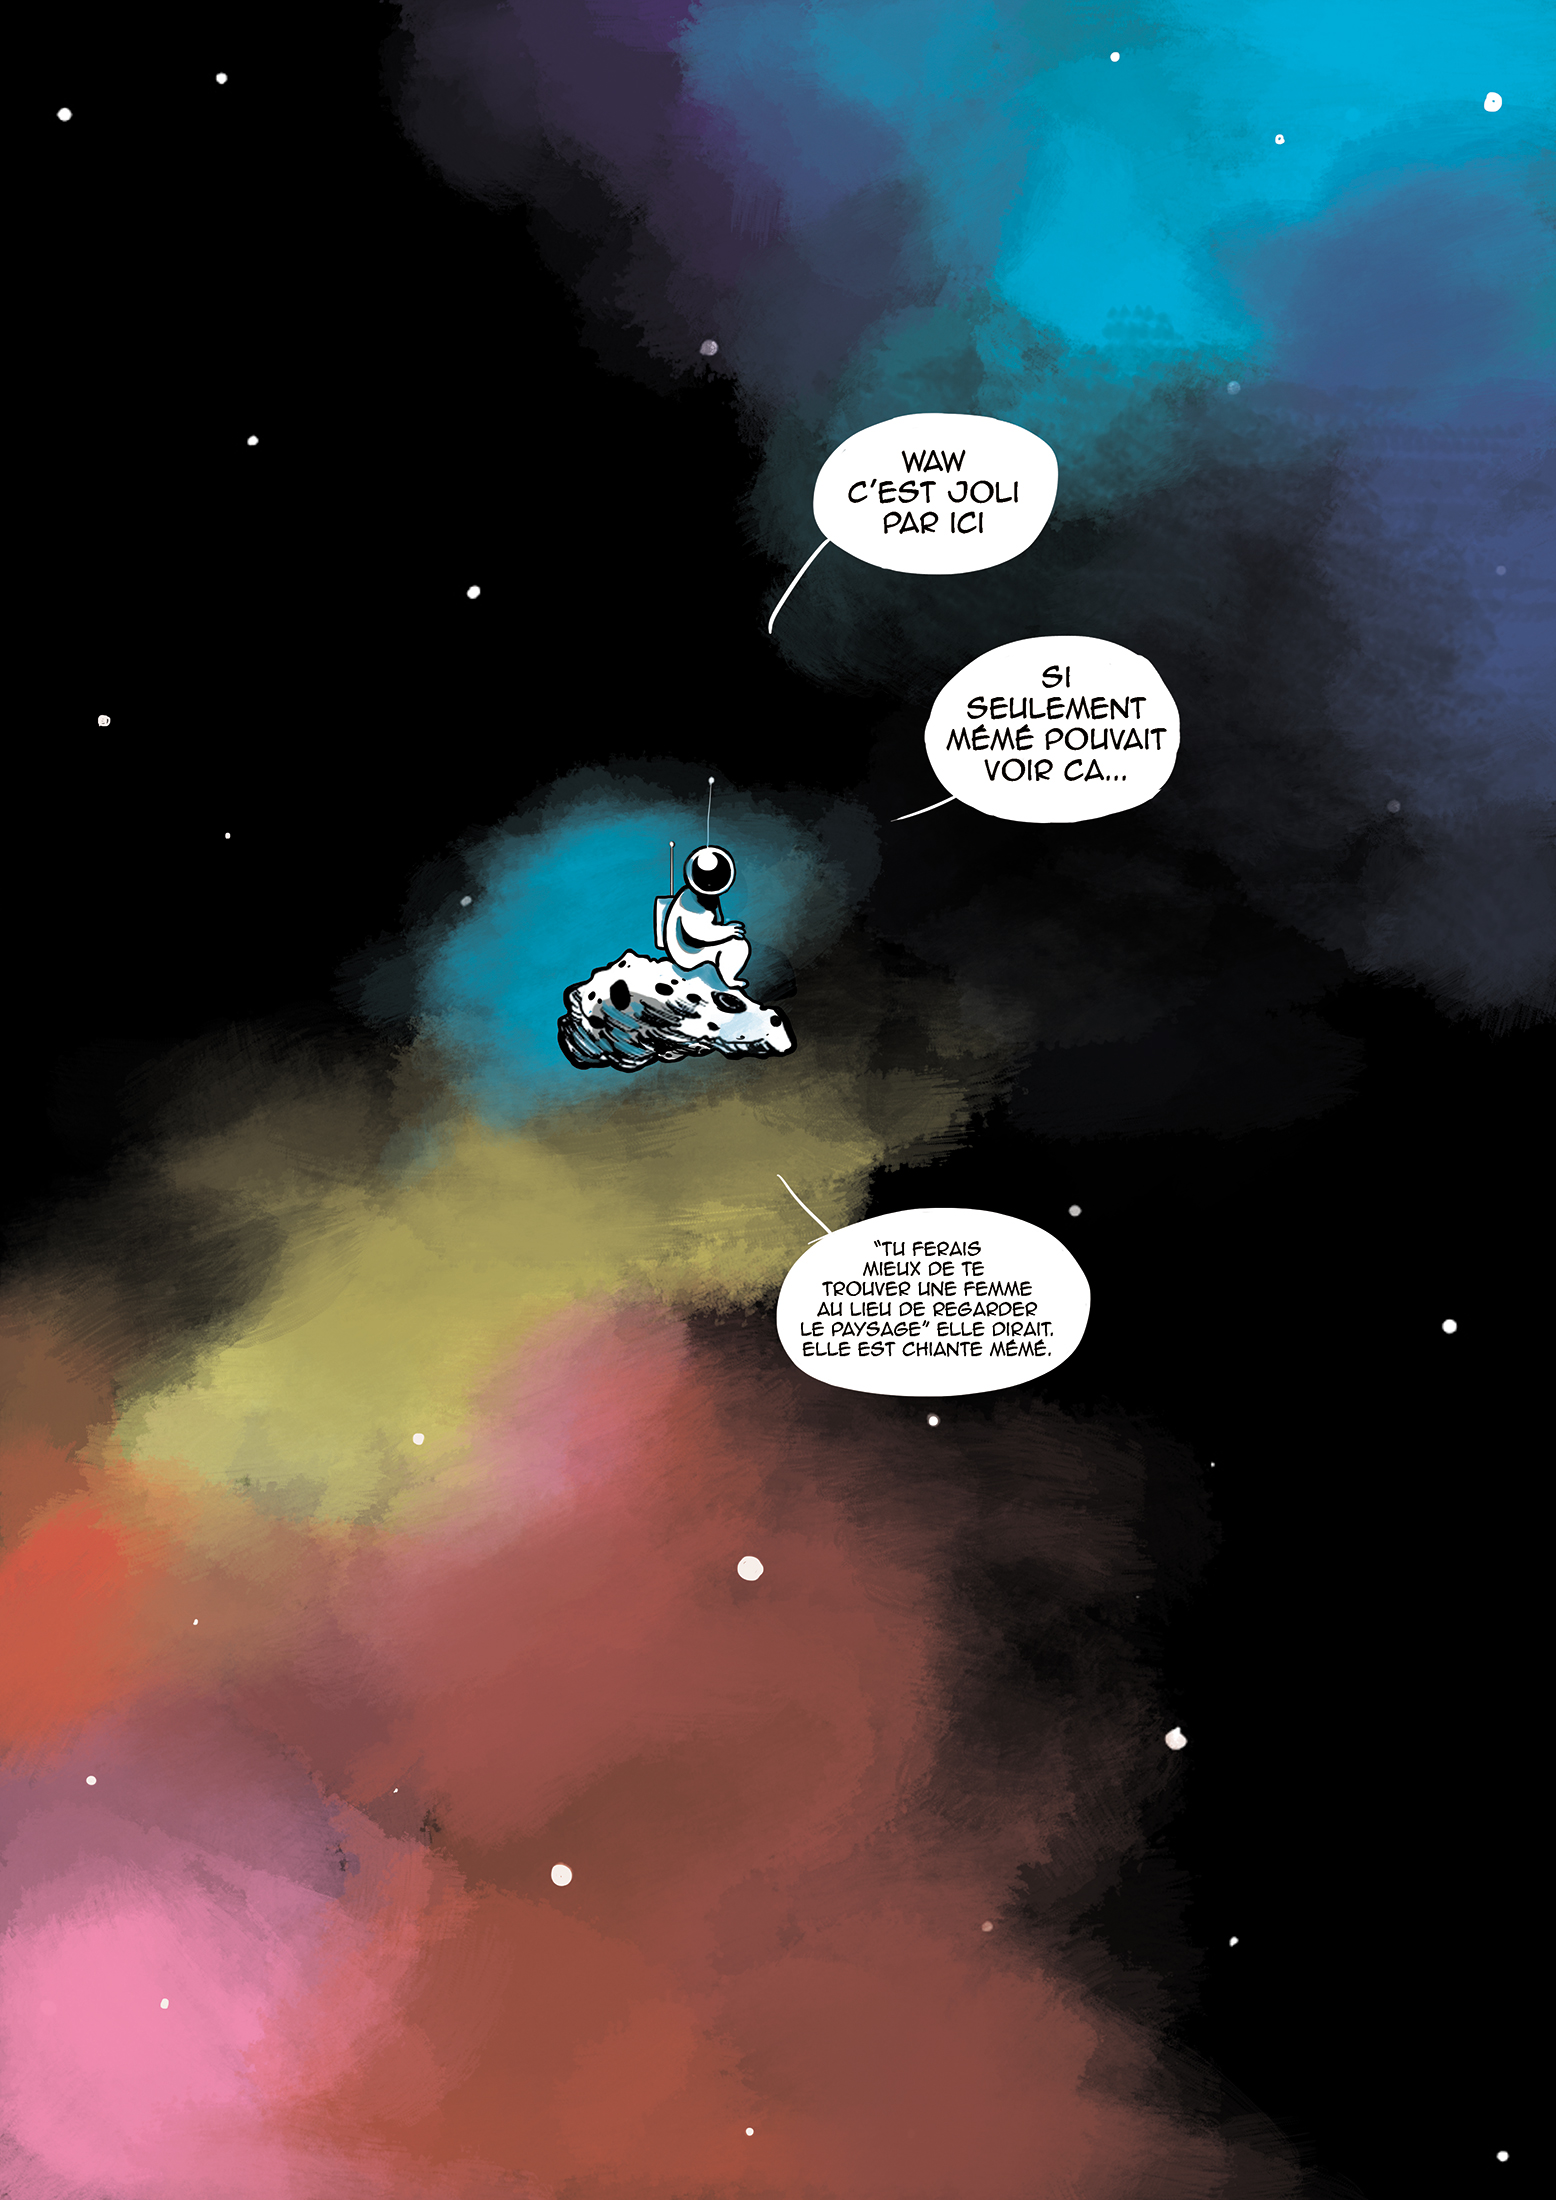 WAW
C'EST JOLI
PAR ICI
SI
SEULEMENT
MÉMÉ POUVAIT
VOIR CA...
"TU FERAIS
MIEUX DE TE
TROUVER UNE FEMME
AU LIEU DE REGARDER
LE PAYSAGE" ELLE DIRAIT.
ELLE EST CHIANTE MÉMÉ.